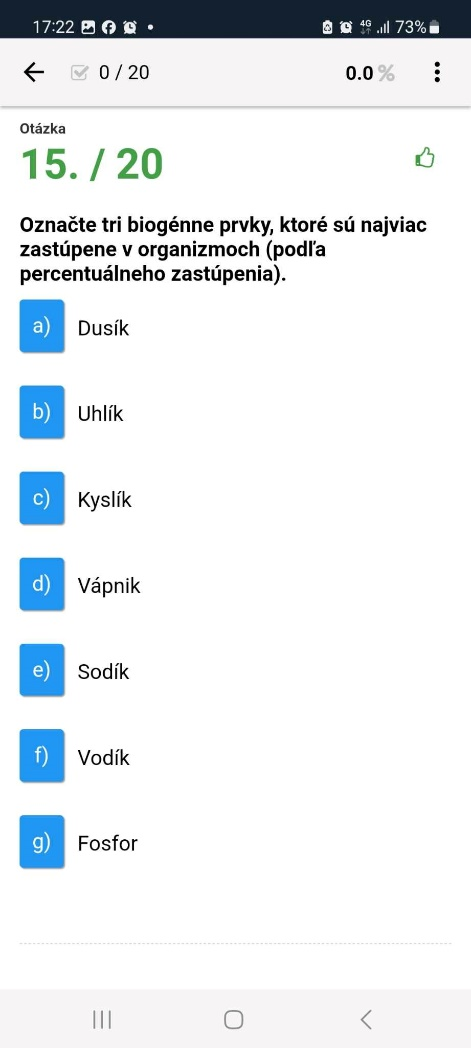 17:22
4G 73%
0 / 20
0.0 %
Otázka
15. / 20
Označte tri biogénne prvky, ktoré sú najviac
zastúpene v organizmoch (podľa
percentuálneho zastúpenia).
a) Dusík
b) Uhlík
c) Kyslík
d) Vápnik
e) Sodík
f) Vodík
g) Fosfor